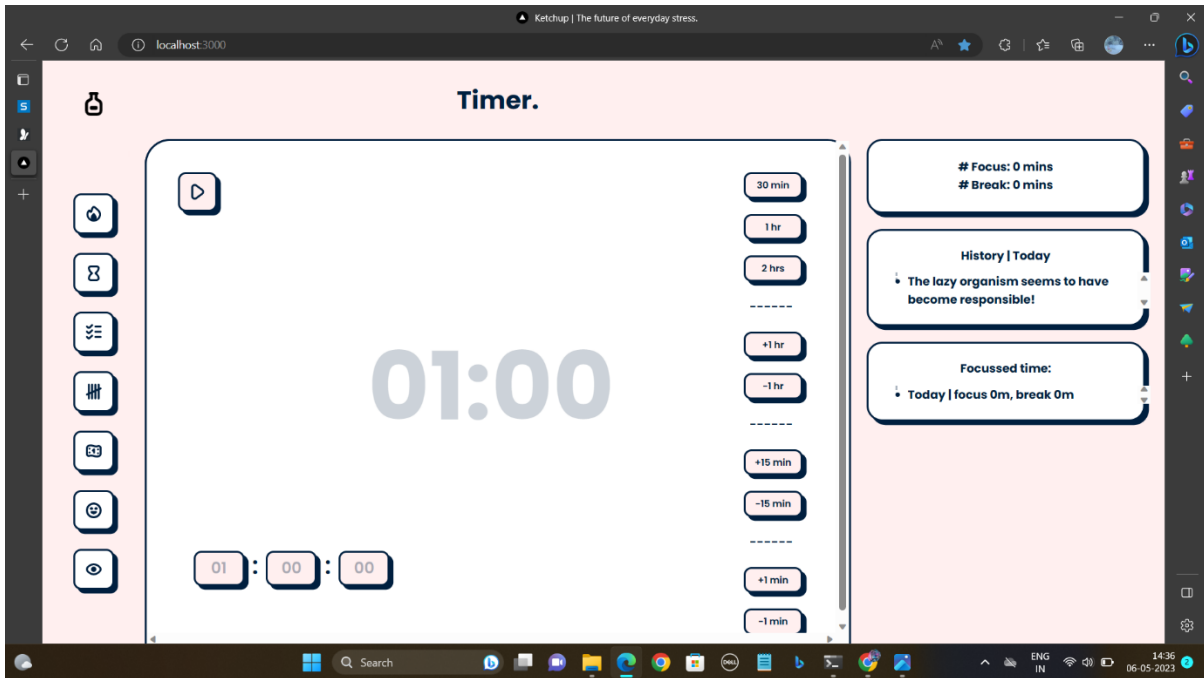 Ketchup | The future of everyday stress.
localhost:3000
Timer.
30 min
1 hr
2 hrs
------
+1 hr
-1 hr
------
+15 min
-15 min
------
+1 min
-1 min
01:00
01 : 00 : 00
# Focus: 0 mins
# Break: 0 mins
History | Today
• The lazy organism seems to have
become responsible!
Focussed time:
• Today | focus 0m, break 0m
Search
DELL
ENG
IN
14:36
06-05-2023
2